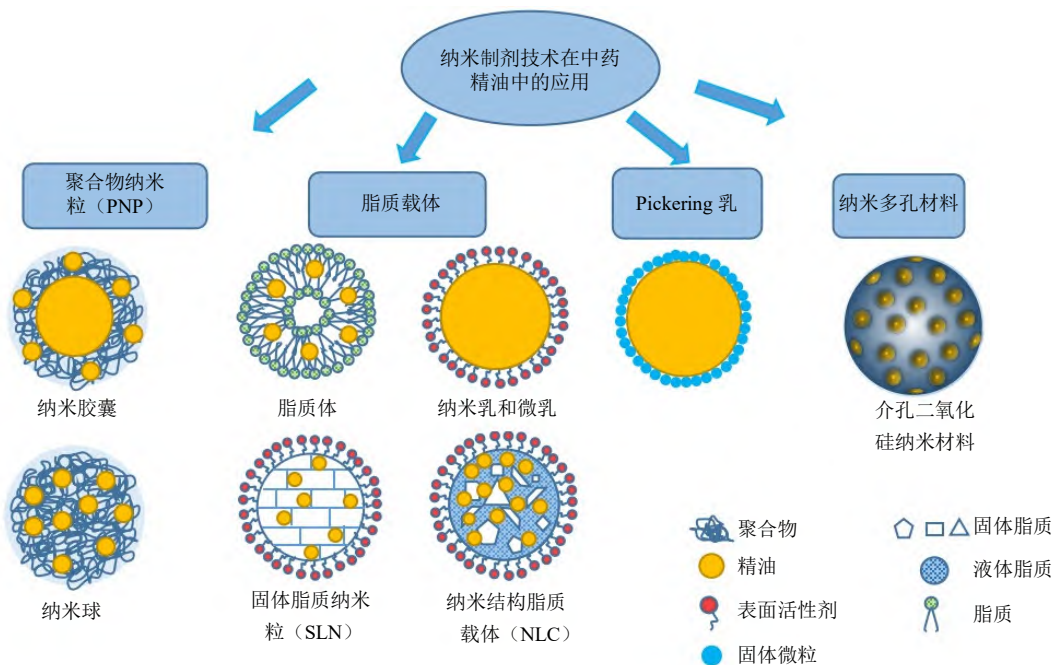 纳米制剂技术在中药
精油中的应用
聚合物纳米
粒（PNP）
脂质载体
Pickering 乳
纳米多孔材料
纳米胶囊
脂质体
纳米乳和微乳
介孔二氧化
硅纳米材料
纳米球
固体脂质纳米
粒（SLN）
纳米结构脂质
载体（NLC）
聚合物
精油
表面活性剂
固体微粒
固体脂质
液体脂质
脂质